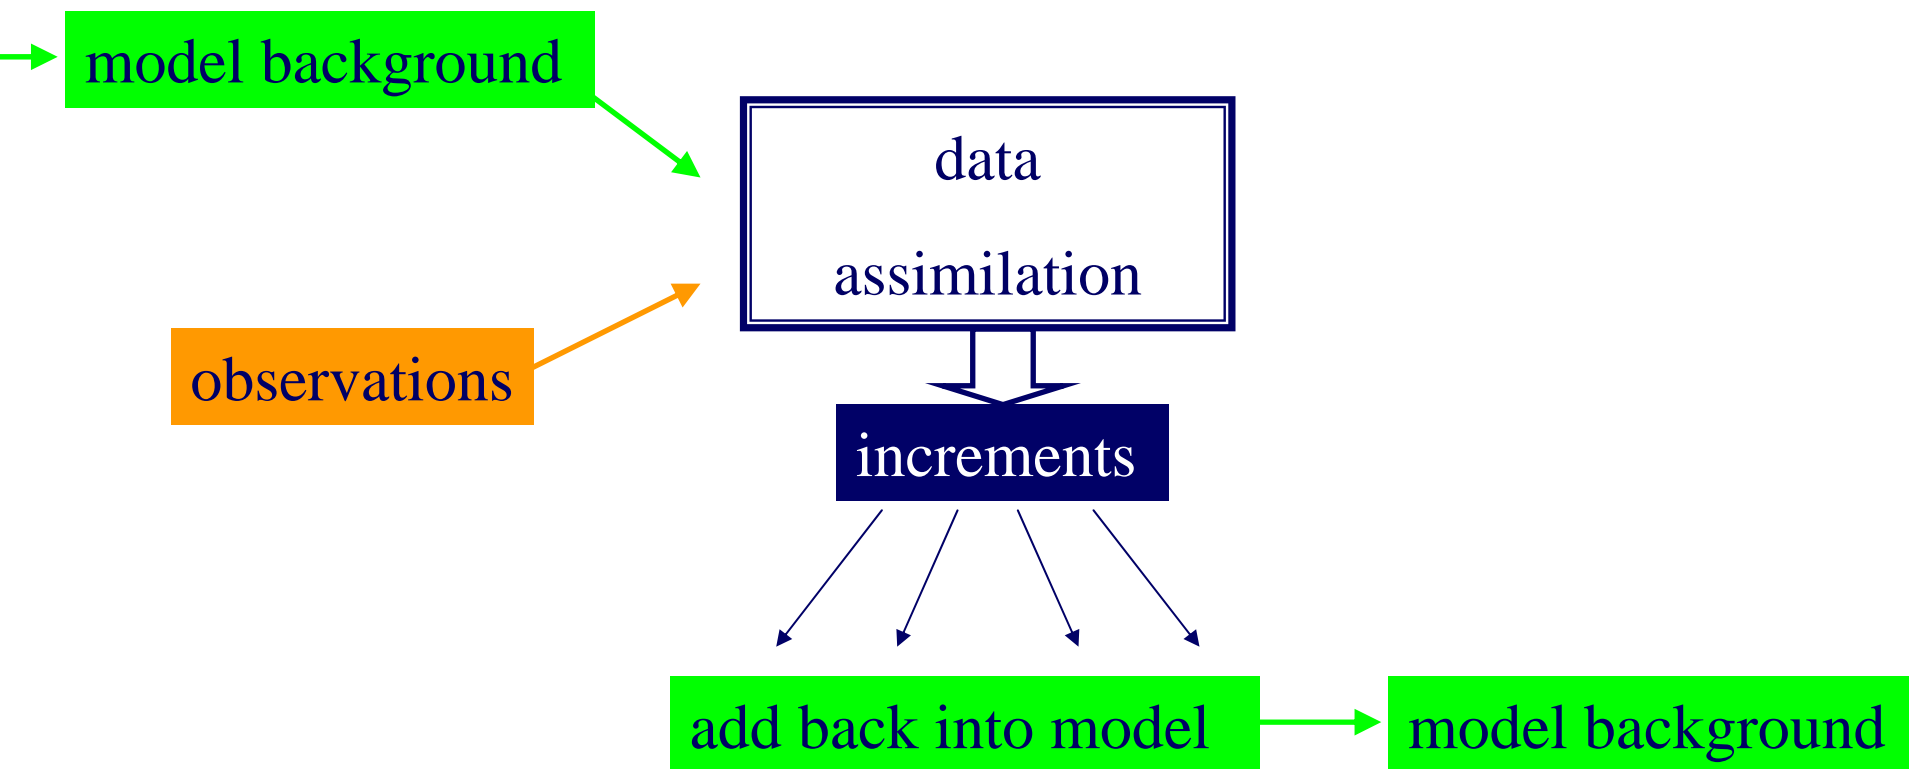 model background
data
assimilation
observations
increments
add back into model
model background